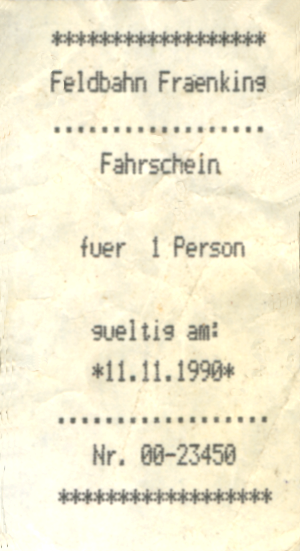 ******************
Feldbahn Fraenking
..................
Fahrschein
fuer 1 Person
gueltig am:
*11.11.1990*
..................
Nr. 00-23450
******************